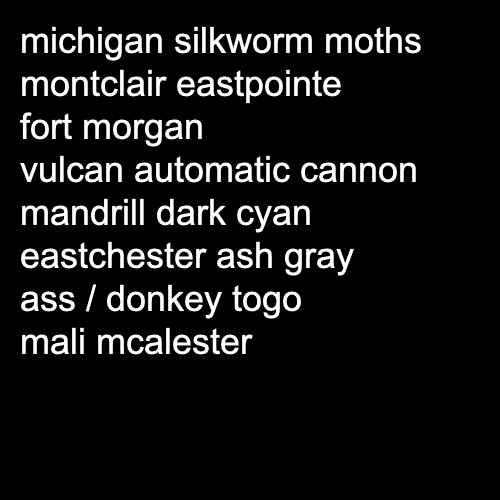 michigan silkworm moths
montclair eastpointe
fort morgan
vulcan automatic cannon
mandrill dark cyan
eastchester ash gray
ass / donkey togo
mali mcalester